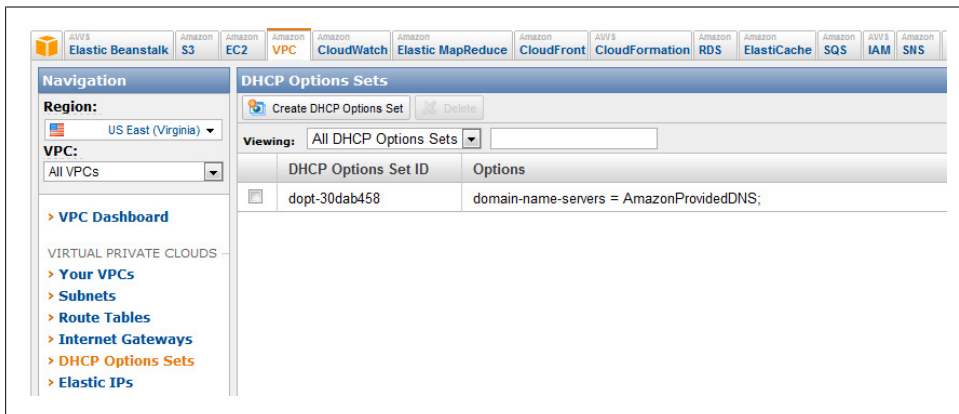 AWS Elastic Beanstalk
Amazon S3
Amazon EC2
Amazon VPC
Amazon CloudWatch
Amazon Elastic MapReduce
Amazon CloudFront
AWS CloudFormation
Amazon RDS
Amazon ElastiCache
Amazon SQS
AWS IAM
Amazon SNS
Navigation
Region:
US East (Virginia)
VPC:
All VPCs
> VPC Dashboard
VIRTUAL PRIVATE CLOUDS
> Your VPCs
> Subnets
> Route Tables
> Internet Gateways
> DHCP Options Sets
> Elastic IPs
DHCP Options Sets
Create DHCP Options Set
Delete
Viewing: All DHCP Options Sets
DHCP Options Set ID Options
dopt-30dab458 domain-name-servers = AmazonProvidedDNS;